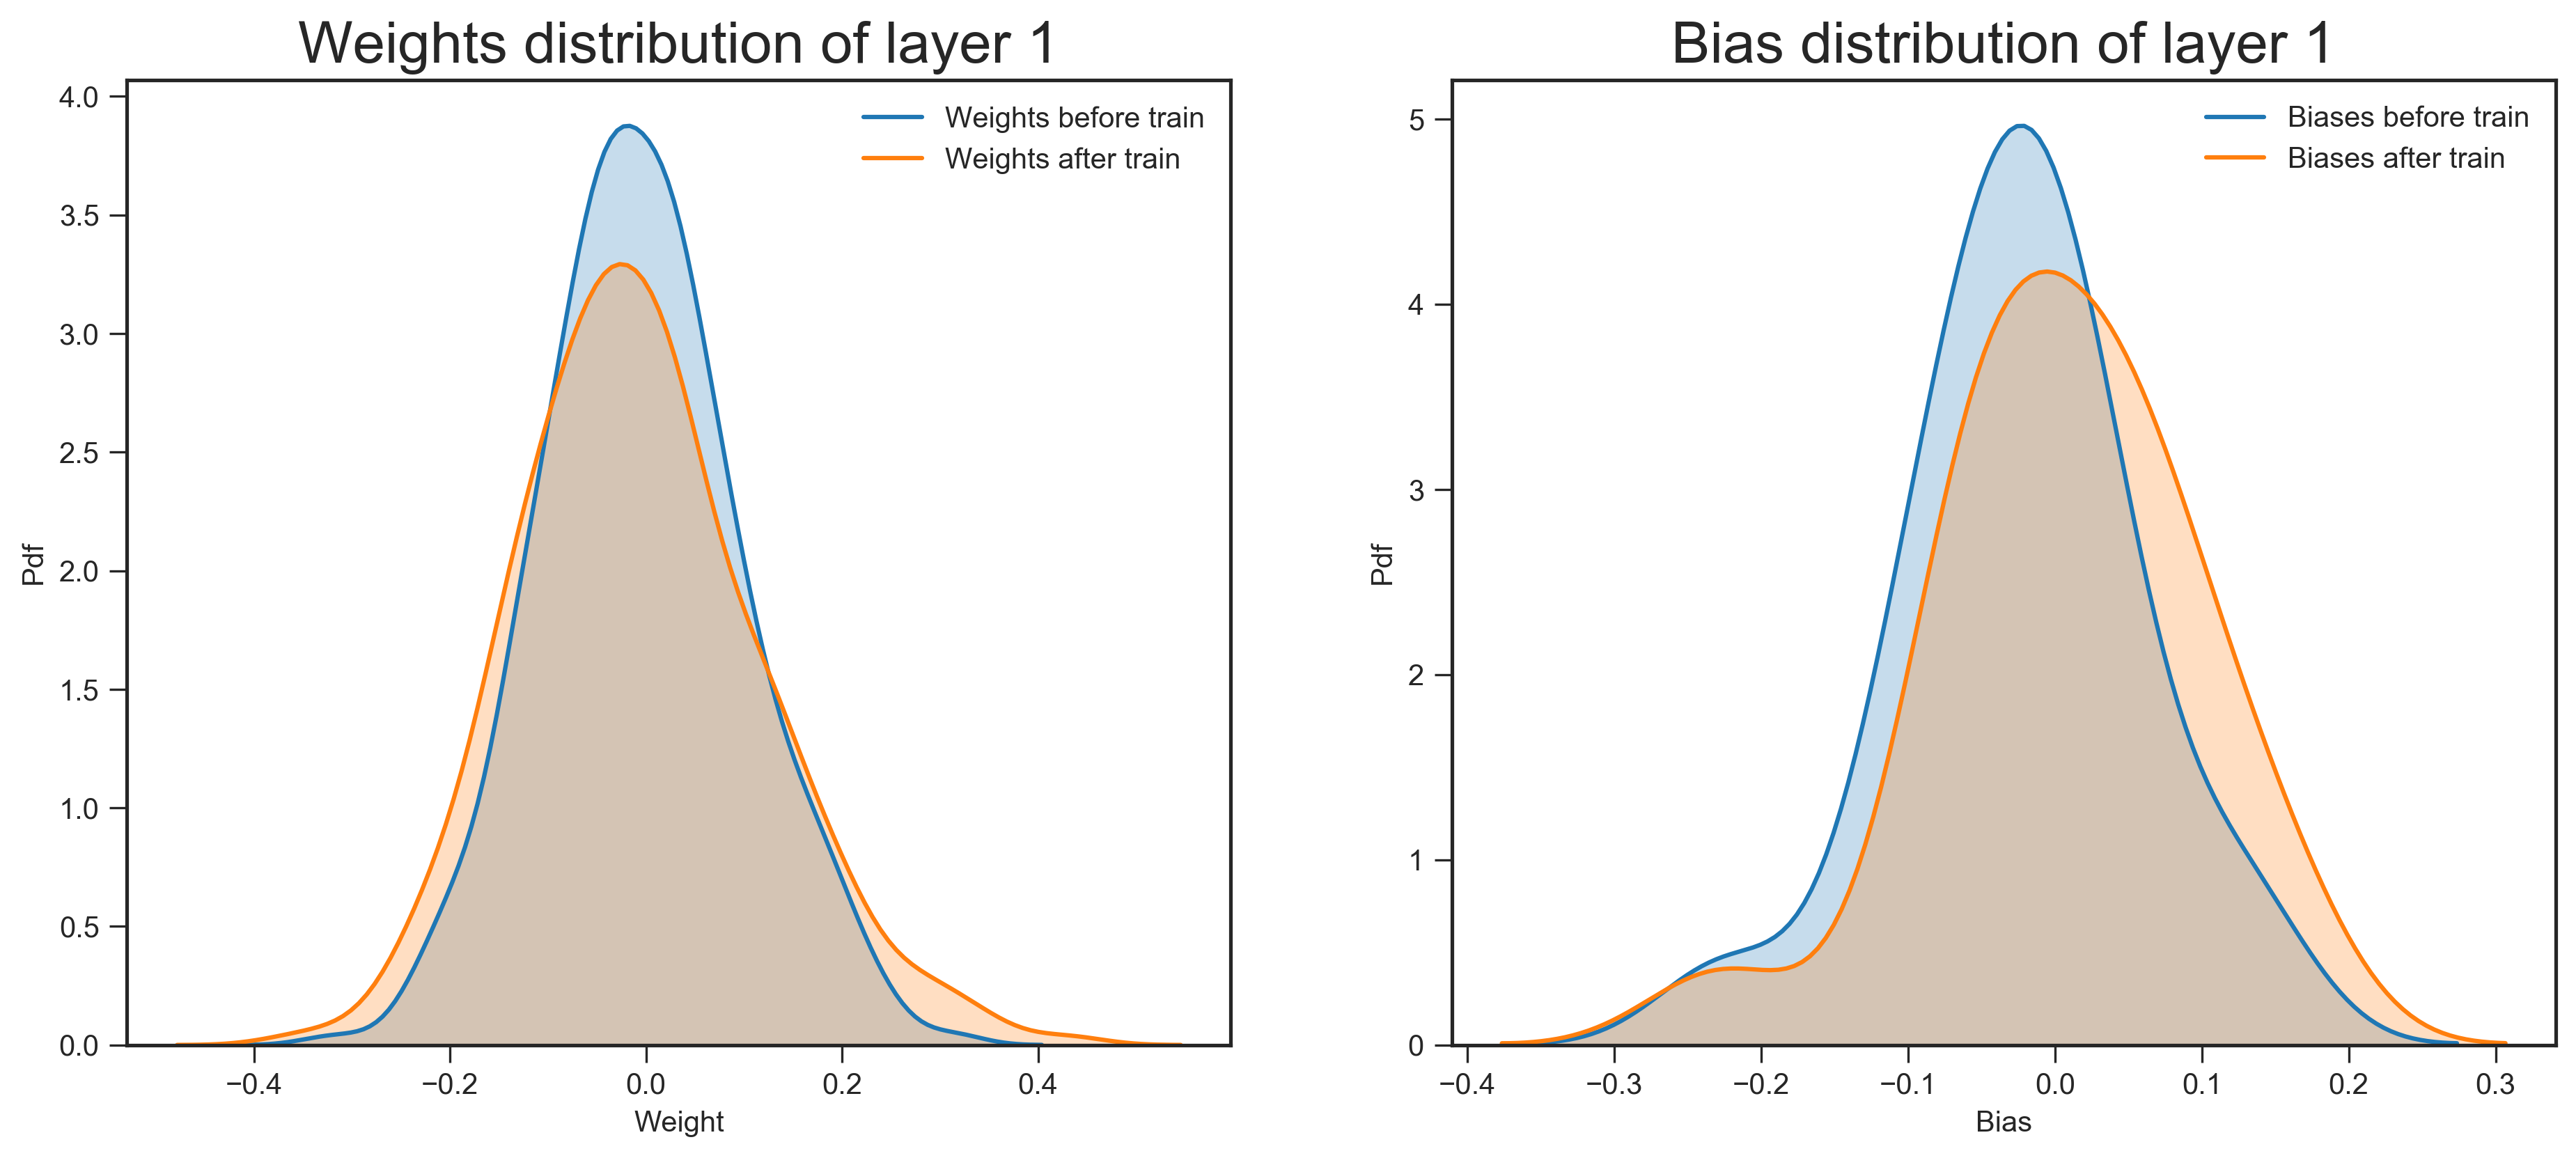 Weights distribution of layer 1
4.0
3.5
3.0
2.5
2.0
1.5
1.0
0.5
0.0
Pdf
Weights before train
Weights after train
−0.4
−0.2
0.0
0.2
0.4
Weight
Bias distribution of layer 1
5
4
3
2
1
0
Pdf
Biases before train
Biases after train
−0.4
−0.3
−0.2
−0.1
0.0
0.1
0.2
0.3
Bias